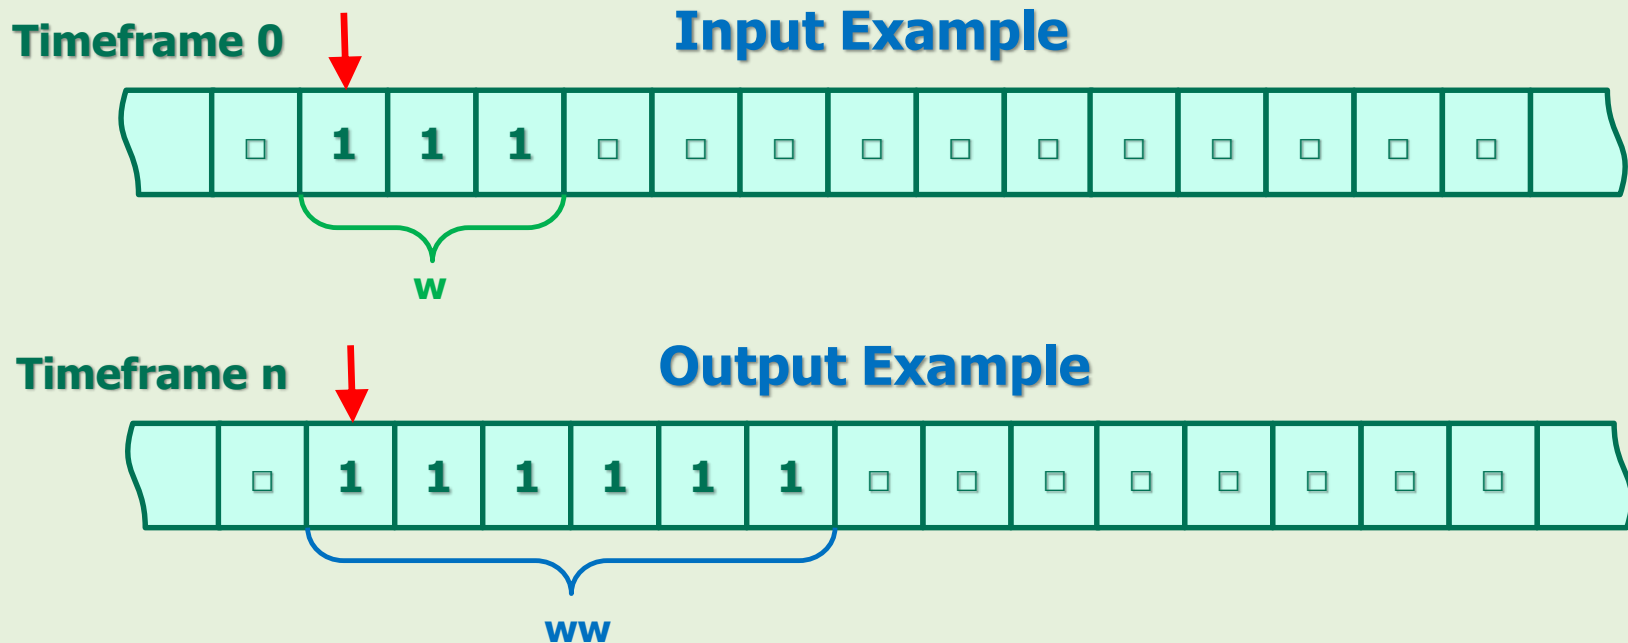 Input Example
Timeframe 0
□ 1 1 1 □ □ □ □ □ □ □ □ □ □ □
w
Output Example
Timeframe n
□ 1 1 1 1 1 1 □ □ □ □ □ □ □ □
ww